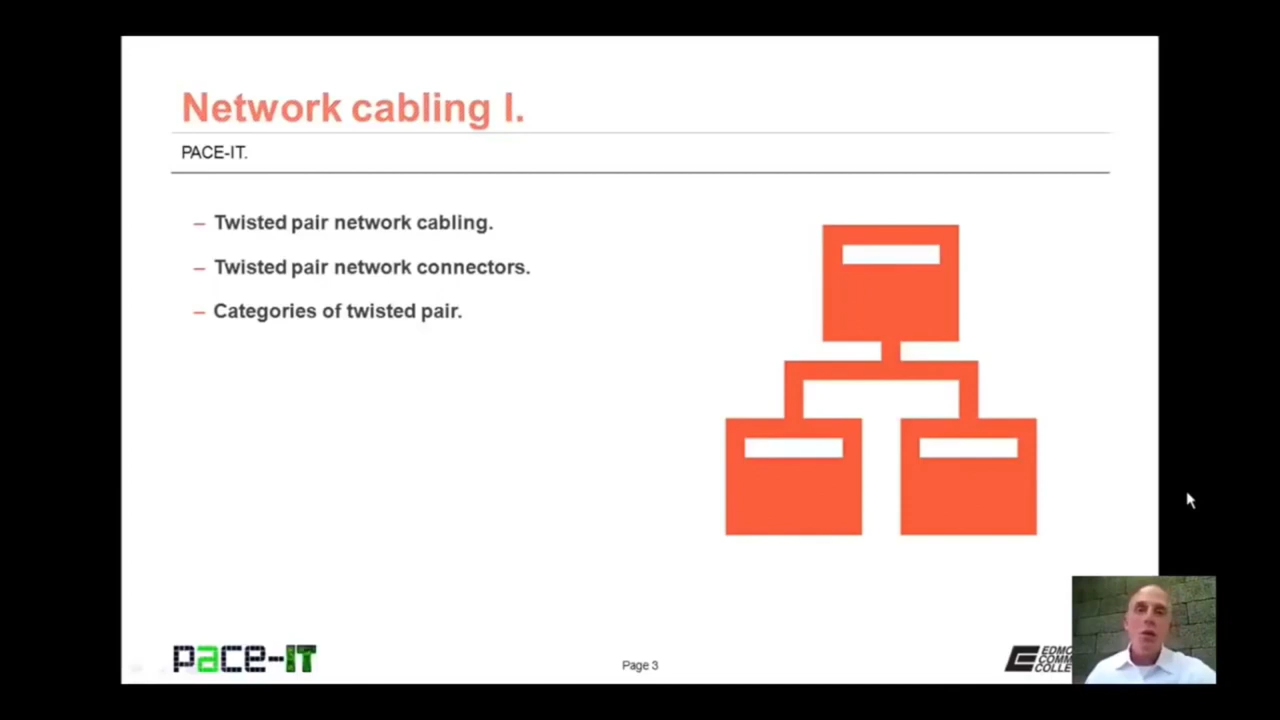 Network cabling I.
PACE-IT.
– Twisted pair network cabling.
– Twisted pair network connectors.
– Categories of twisted pair.
pace-IT
Page 3